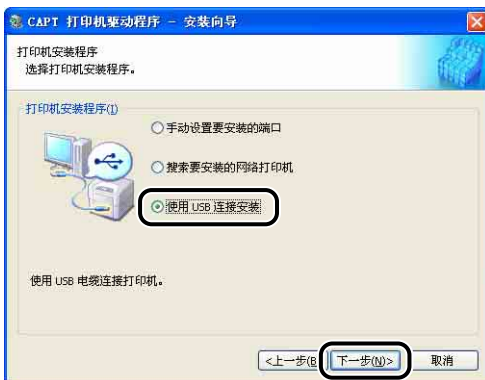 CAPT 打印机驱动程序 - 安装向导
打印机安装程序
选择打印机安装程序。
打印机安装程序(I)
手动设置要安装的端口
搜索要安装的网络打印机
使用 USB 连接安装
使用 USB 电缆连接打印机。
<上一步(B 下一步(N)> 取消